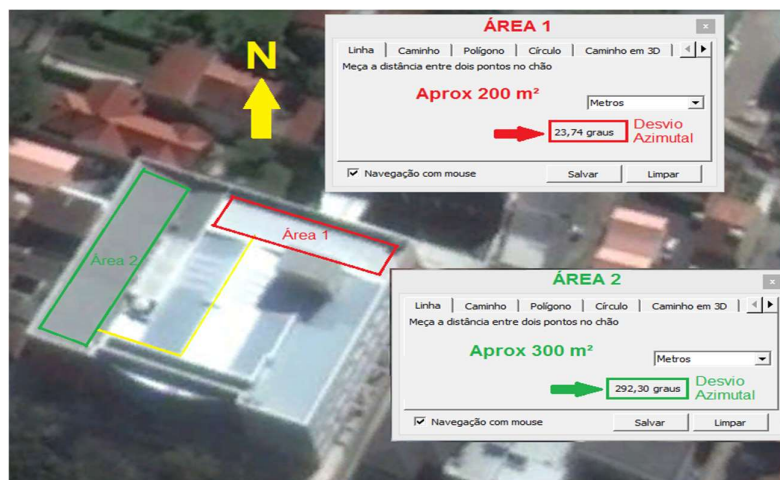 N
ÁREA 1
Linha Caminho Polígono Círculo Caminho em 3D
Meça a distância entre dois pontos no chão
Aprox 200 m²
Metros
23,74 graus
Desvio
Azimutal
Navegação com mouse
Salvar
Limpar
Área 1
Área 2
ÁREA 2
Linha Caminho Polígono Círculo Caminho em 3D
Meça a distância entre dois pontos no chão
Aprox 300 m²
Metros
292,30 graus
Desvio
Azimutal
Navegação com mouse
Salvar
Limpar